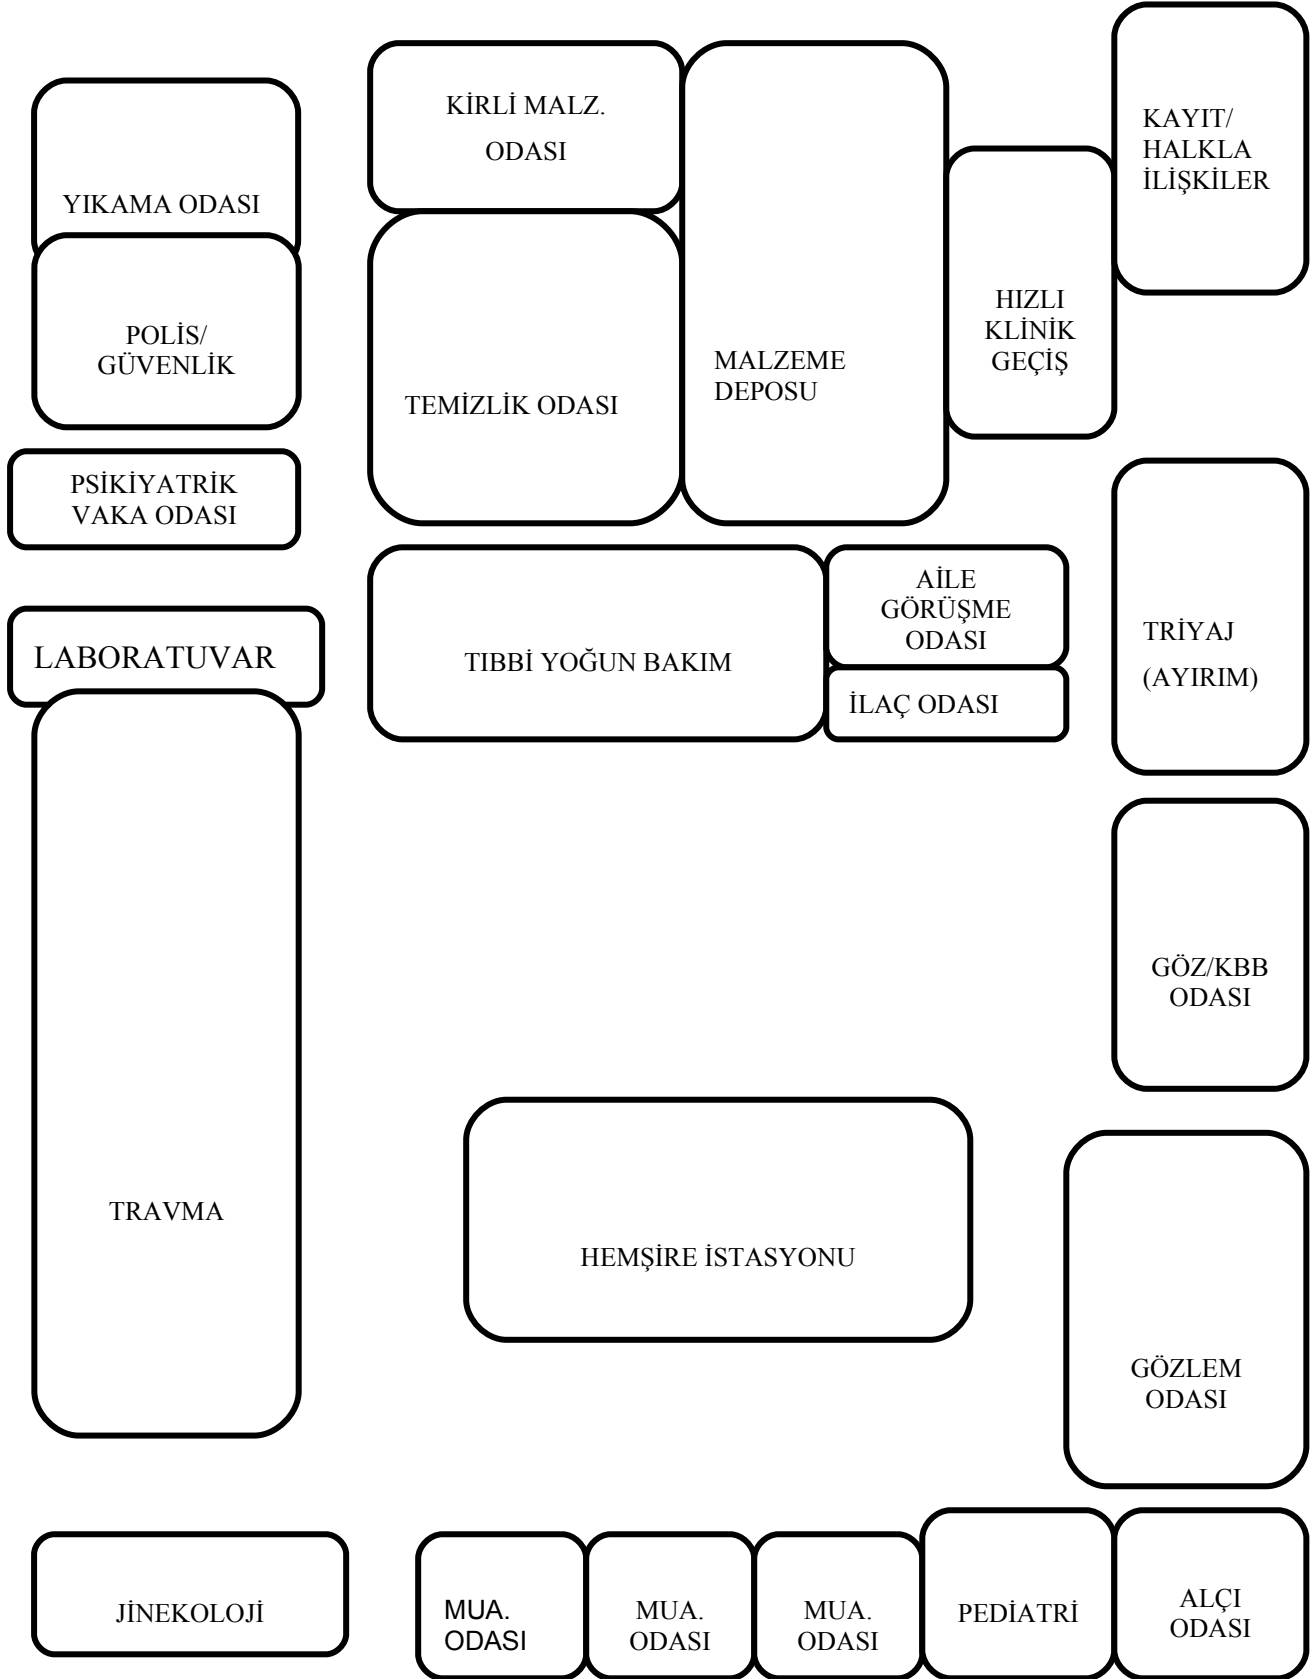 KİRLİ MALZ.
ODASI
KAYIT/
HALKLA
İLİŞKİLER
YIKAMA ODASI
POLİS/
GÜVENLİK
TEMİZLİK ODASI
MALZEME
DEPOSU
HIZLI
KLİNİK
GEÇİŞ
PSİKİYATRİK
VAKA ODASI
LABORATUVAR
TIBBİ YOĞUN BAKIM
AİLE
GÖRÜŞME
ODASI
İLAÇ ODASI
TRİYAJ
(AYIRIM)
GÖZ/KBB
ODASI
TRAVMA
HEMŞİRE İSTASYONU
GÖZLEM
ODASI
JİNEKOLOJİ
MUA.
ODASI
MUA.
ODASI
MUA.
ODASI
PEDİATRİ
ALÇI
ODASI